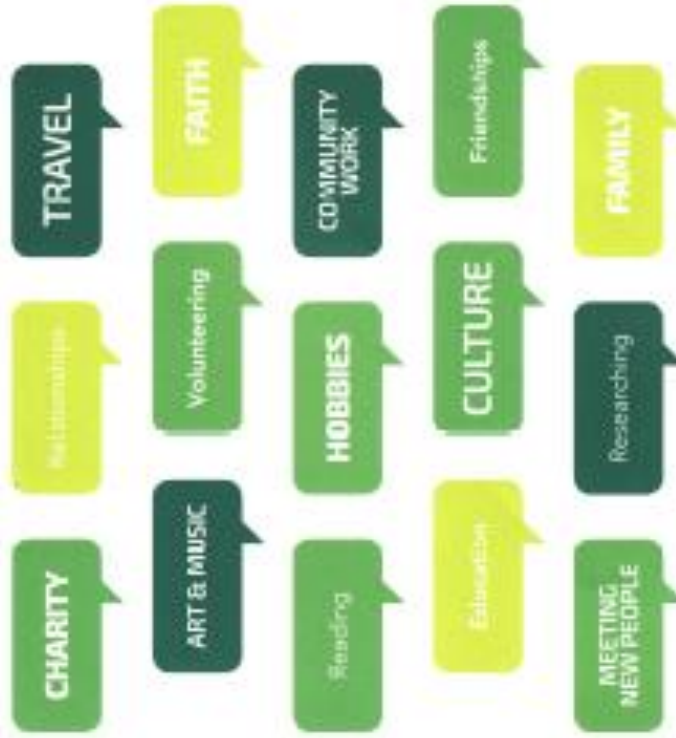 CHARITY
Relationships
TRAVEL
ART & MUSIC
Volunteering
FAITH
Reading
HOBBIES
COMMUNITY
WORK
Education
CULTURE
Friendships
MEETING
NEW PEOPLE
Researching
FAMILY